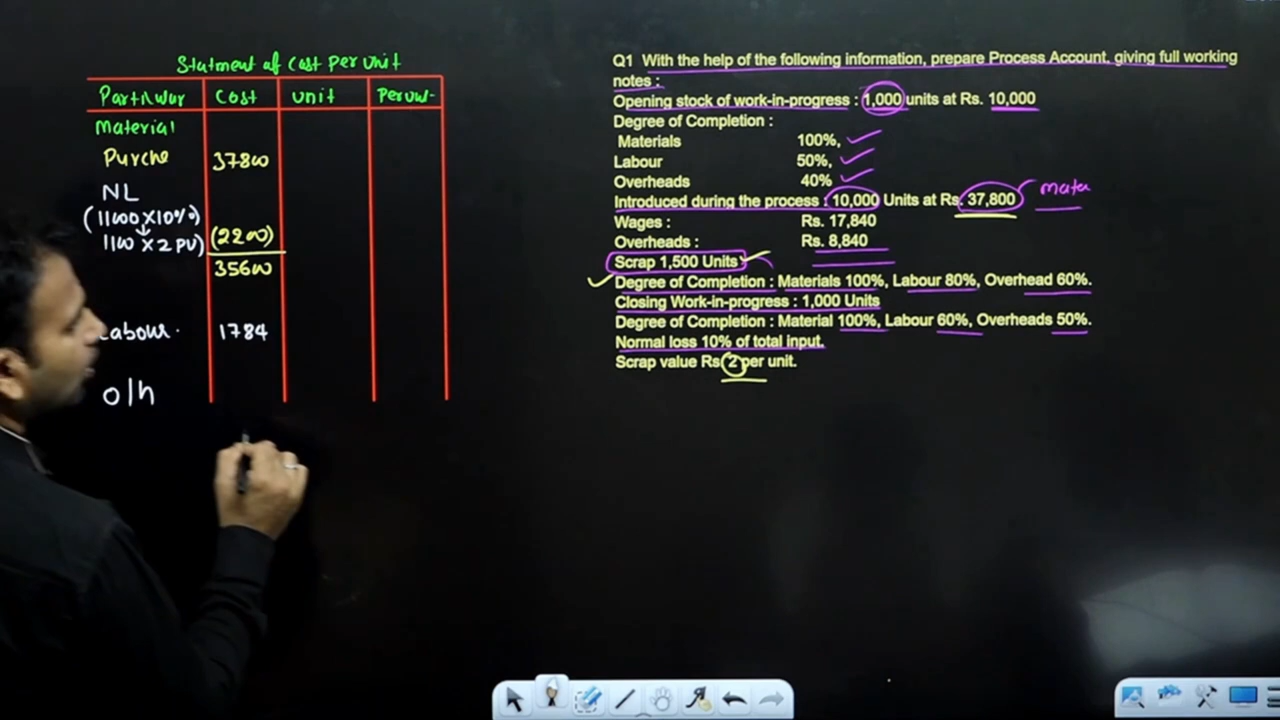 Statment of Cost Per Unit
Particular Cost Unit Per Unit
Material
Purche 37800
NL
(11000X10%)
1100 X 2 PU) (2200)
35600
Labour. 1784
o/h
Q1 With the help of the following information, prepare Process Account, giving full working
notes :
Opening stock of work-in-progress : 1,000 units at Rs. 10,000
Degree of Completion :
Materials 100%,
Labour 50%,
Overheads 40%
Introduced during the process : 10,000 Units at Rs. 37,800 mate
Wages : Rs. 17,840
Overheads : Rs. 8,840
Scrap 1,500 Units
Degree of Completion : Materials 100%, Labour 80%, Overhead 60%.
Closing Work-in-progress : 1,000 Units
Degree of Completion : Material 100%, Labour 60%, Overheads 50%.
Normal loss 10% of total input.
Scrap value Rs 2 per unit.